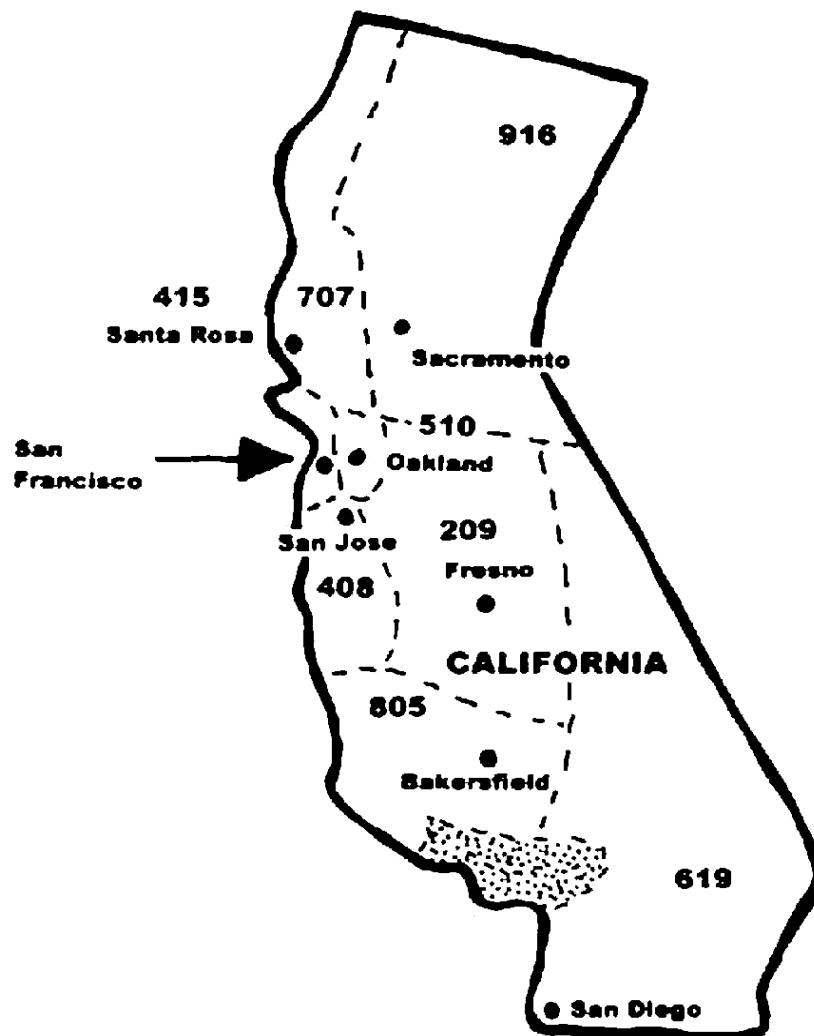 916
415
707
Santa Rosa
Sacramento
510
San
Francisco
Oakland
209
San Jose
Fresno
408
CALIFORNIA
805
Bakersfield
619
San Diego